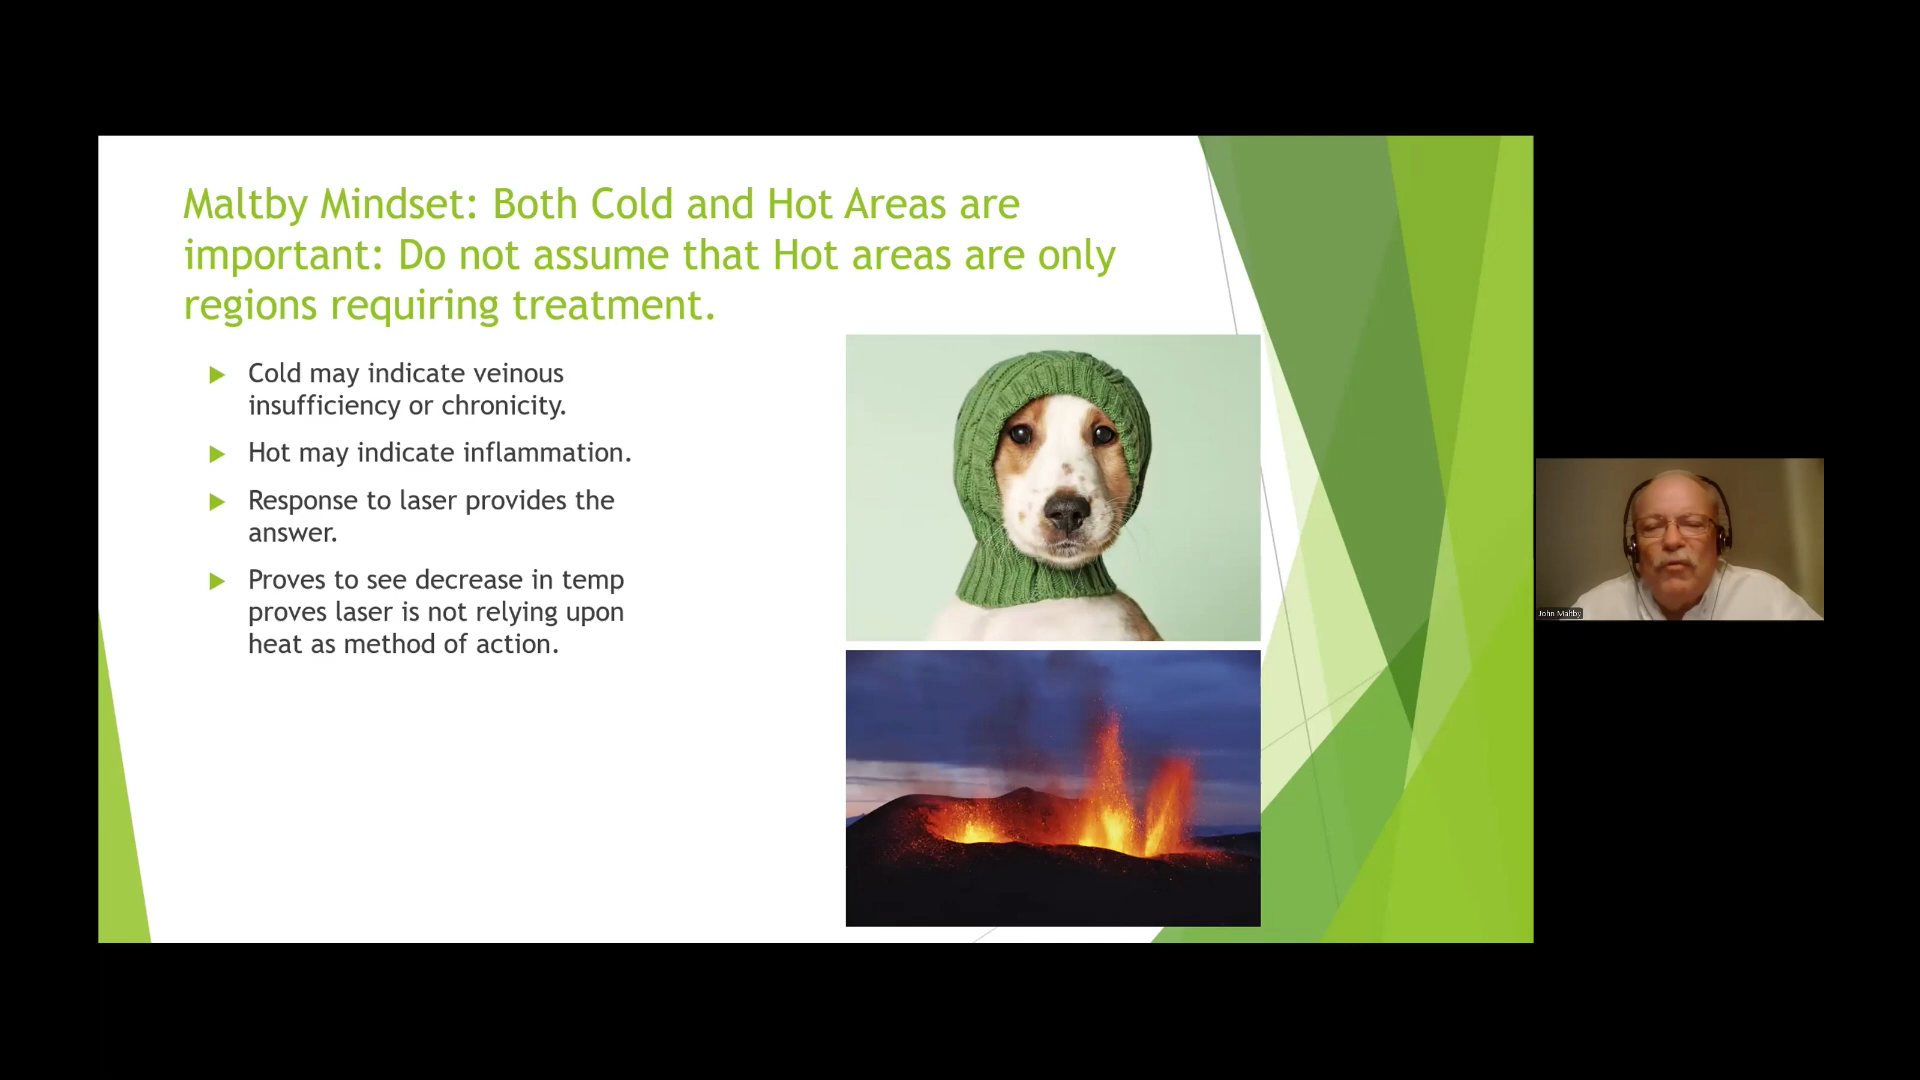 Maltby Mindset: Both Cold and Hot Areas are
important: Do not assume that Hot areas are only
regions requiring treatment.
Cold may indicate veinous
insufficiency or chronicity.
Hot may indicate inflammation.
Response to laser provides the
answer.
Proves to see decrease in temp
proves laser is not relying upon
heat as method of action.
John Maltby